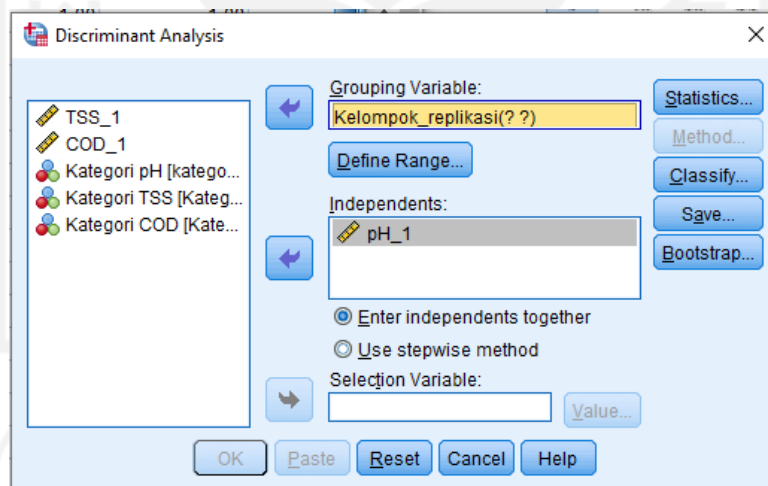 Discriminant Analysis
Grouping Variable:
Kelompok_replikasi(? ?)
Define Range...
TSS_1
COD_1
Kategori pH [katego...
Kategori TSS [Kateg...
Kategori COD [Kate...
Independents:
pH_1
Enter independents together
Use stepwise method
Selection Variable:
Value...
Statistics...
Method...
Classify...
Save...
Bootstrap...
OK
Paste
Reset
Cancel
Help